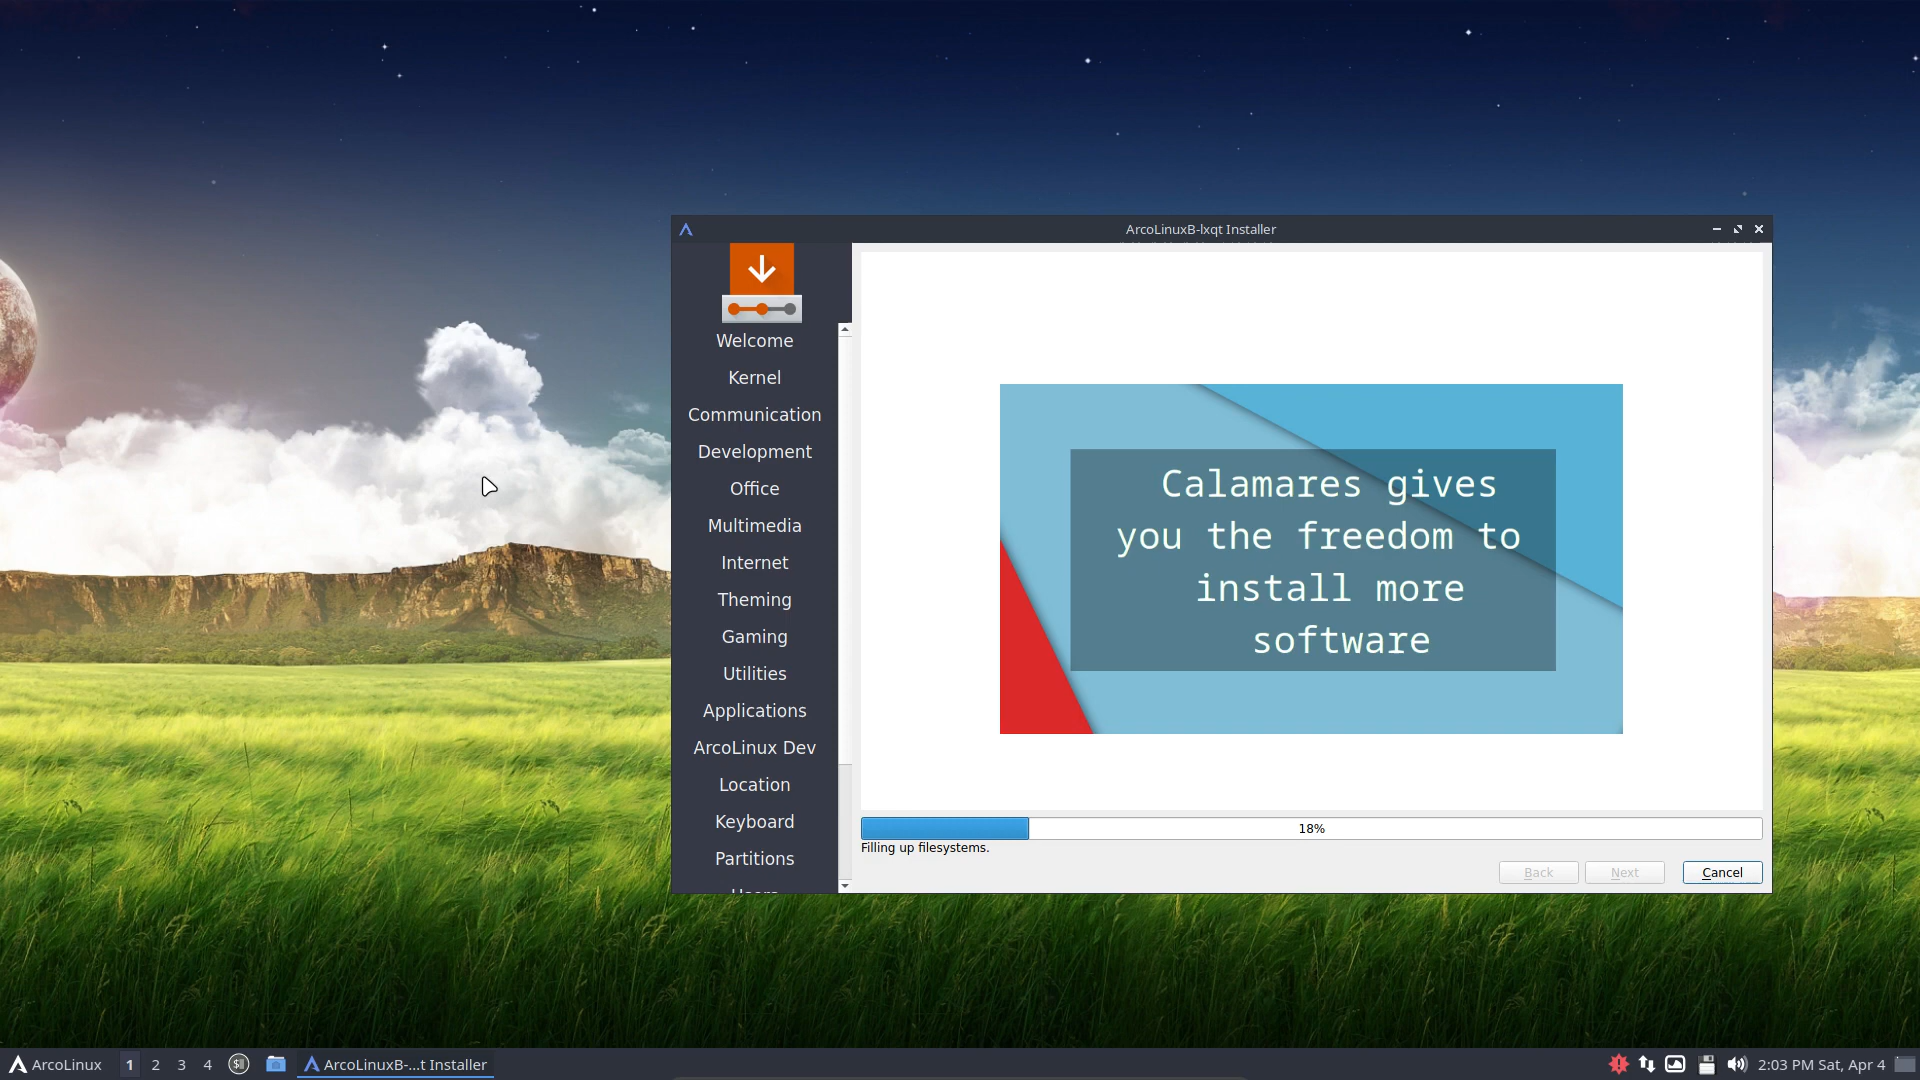 ArcoLinuxB-lxqt Installer
Welcome
Kernel
Communication
Development
Office
Multimedia
Internet
Theming
Gaming
Utilities
Applications
ArcoLinux Dev
Location
Keyboard
Partitions
Users
Calamares gives
you the freedom to
install more
software
18%
Filling up filesystems.
Back Next Cancel
ArcoLinux 1 2 3 4 ArcoLinuxB-...t Installer 2:03 PM Sat, Apr 4